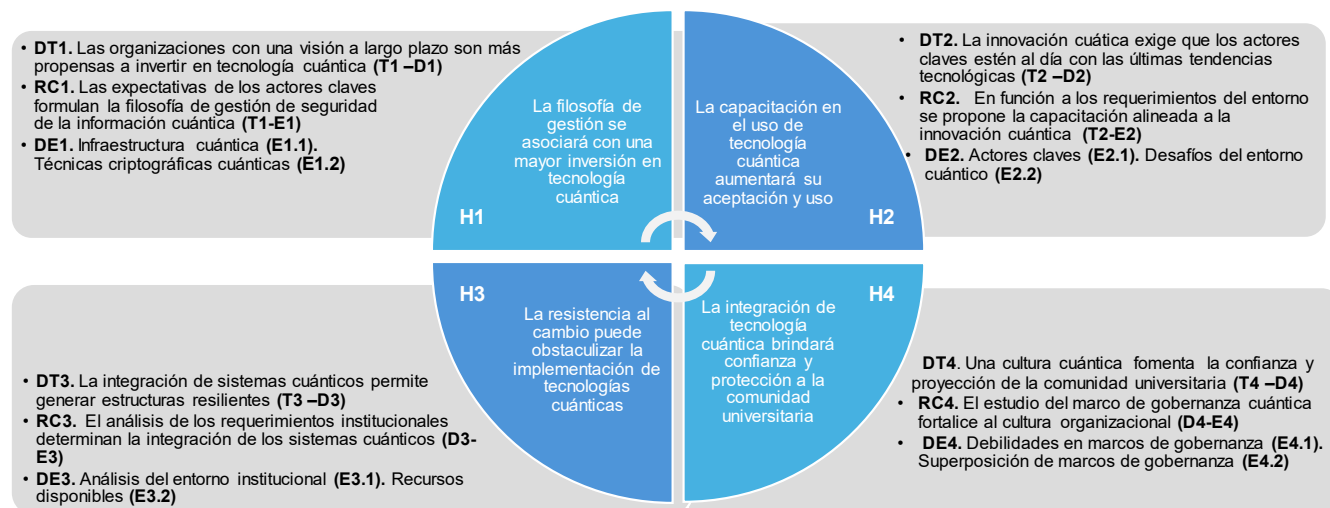 • DT1. Las organizaciones con una visión a largo plazo son más
propensas a invertir en tecnología cuántica (T1 –D1)
• RC1. Las expectativas de los actores claves
formulan la filosofía de gestión de seguridad
de la información cuántica (T1-E1)
• DE1. Infraestructura cuántica (E1.1).
Técnicas criptográficas cuánticas (E1.2)
La filosofía de
gestión se
asociará con una
mayor inversión en
tecnología
cuántica
H1
La capacitación en
el uso de
tecnología
cuántica
aumentará su
aceptación y uso
H2
• DT2. La innovación cuática exige que los actores
claves estén al día con las últimas tendencias
tecnológicas (T2 –D2)
• RC2. En función a los requerimientos del entorno
se propone la capacitación alineada a la
innovación cuántica (T2-E2)
• DE2. Actores claves (E2.1). Desafíos del entorno
cuántico (E2.2)
• DT3. La integración de sistemas cuánticos permite
generar estructuras resilientes (T3 –D3)
• RC3. El análisis de los requerimientos institucionales
determinan la integración de los sistemas cuánticos (D3-
E3)
• DE3. Análisis del entorno institucional (E3.1). Recursos
disponibles (E3.2)
H3
La resistencia al
cambio puede
obstaculizar la
implementación de
tecnologías
cuánticas
H4
La integración de
tecnología
cuántica brindará
confianza y
protección a la
comunidad
universitaria
DT4. Una cultura cuántica fomenta la confianza y
proyección de la comunidad universitaria (T4 –D4)
• RC4. El estudio del marco de gobernanza cuántica
fortalice al cultura organizacional (D4-E4)
• DE4. Debilidades en marcos de gobernanza (E4.1).
Superposición de marcos de gobernanza (E4.2)